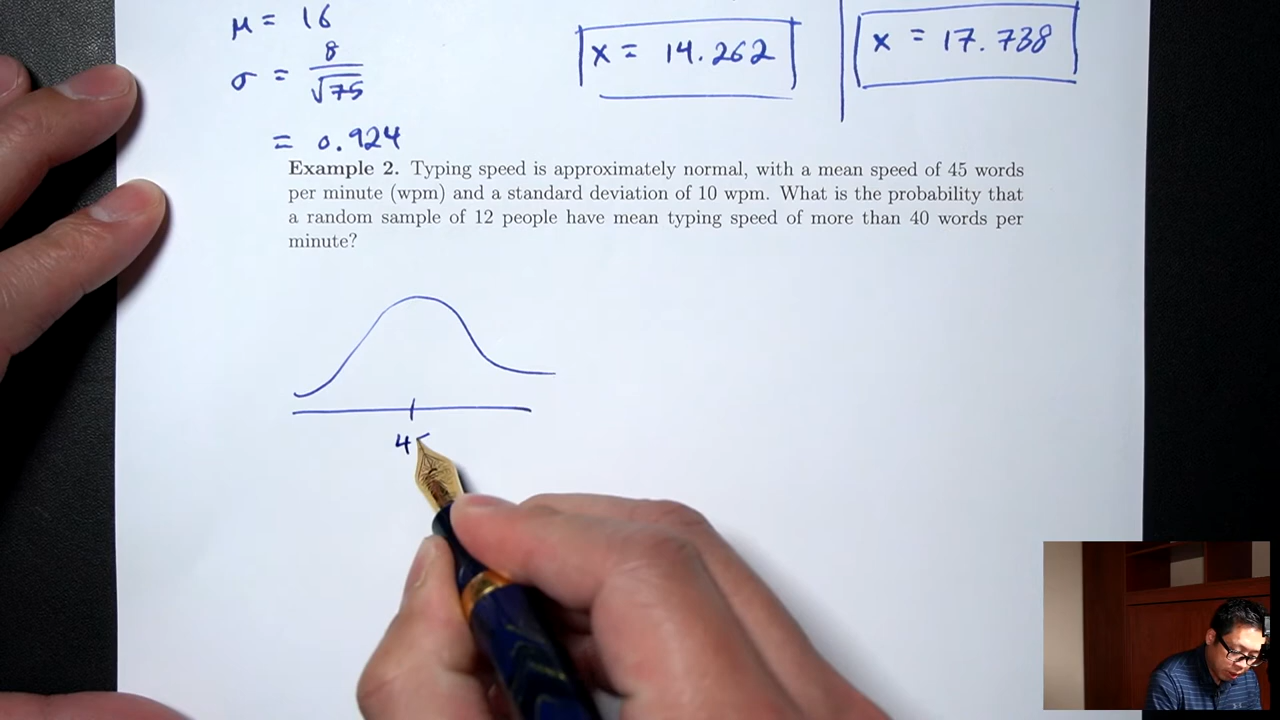 μ = 16
σ = 8/√75
= 0.924
x = 14.262
x = 17.738
Example 2. Typing speed is approximately normal, with a mean speed of 45 words
per minute (wpm) and a standard deviation of 10 wpm. What is the probability that
a random sample of 12 people have mean typing speed of more than 40 words per
minute?
45